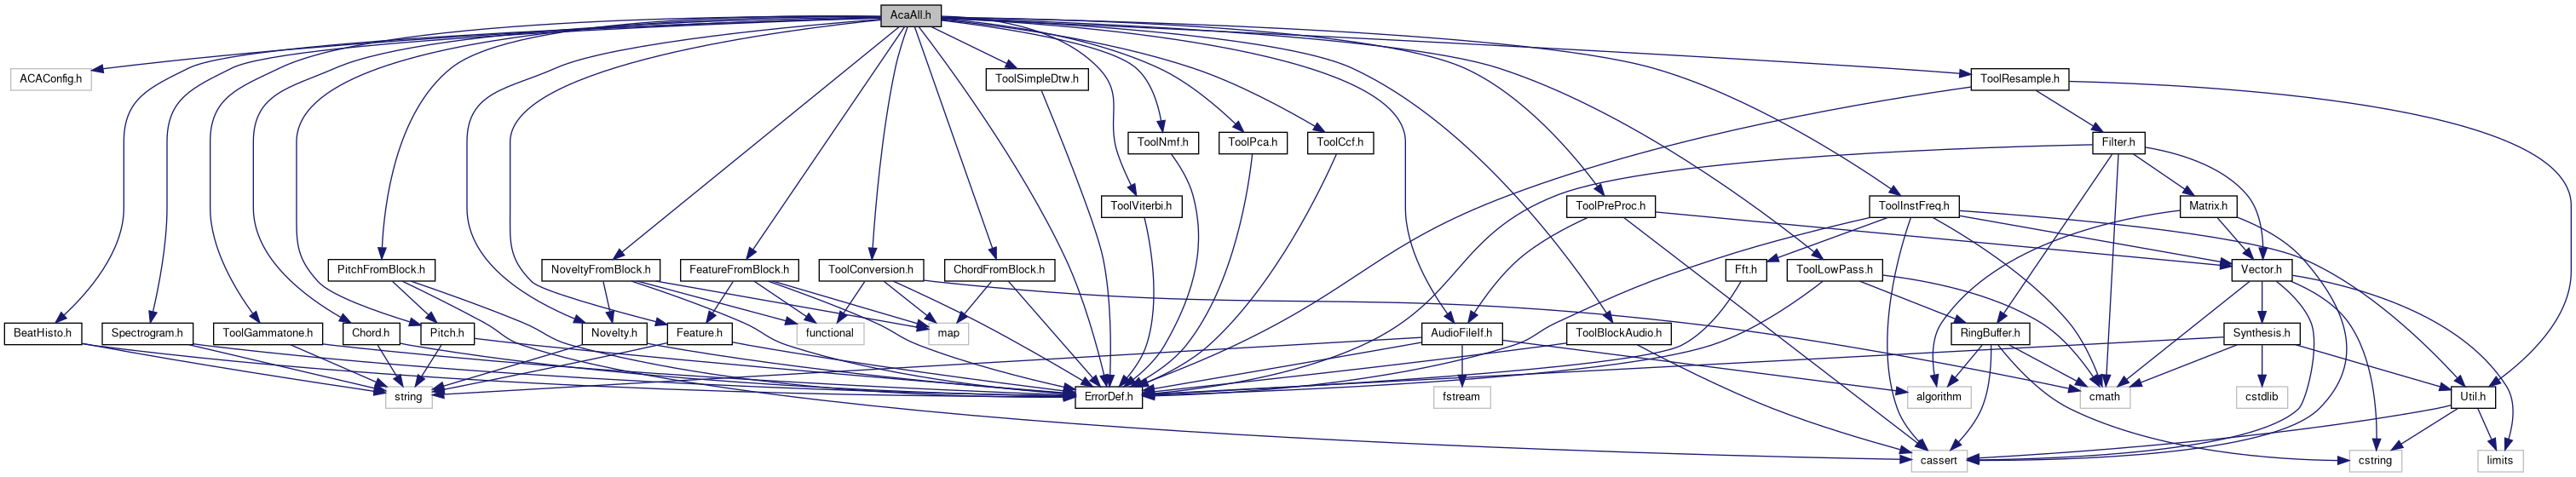 AcaAll.h
ACAConfig.h
ToolSimpleDtw.h
ToolResample.h
ToolNmf.h
ToolPca.h
ToolCcf.h
Filter.h
ToolViterbi.h
ToolPreProc.h
ToolInstFreq.h
Matrix.h
PitchFromBlock.h
NoveltyFromBlock.h
FeatureFromBlock.h
ToolConversion.h
ChordFromBlock.h
Fft.h
ToolLowPass.h
Vector.h
BeatHisto.h
Spectrogram.h
ToolGammatone.h
Chord.h
Pitch.h
Novelty.h
Feature.h
functional
map
AudioFileIf.h
ToolBlockAudio.h
RingBuffer.h
Synthesis.h
string
ErrorDef.h
fstream
algorithm
cmath
cstdlib
Util.h
cassert
cstring
limits